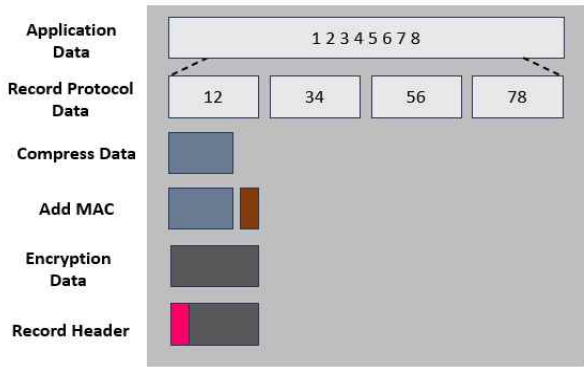 Application
Data
1 2 3 4 5 6 7 8
Record Protocol
Data
12
34
56
78
Compress Data
Add MAC
Encryption
Data
Record Header